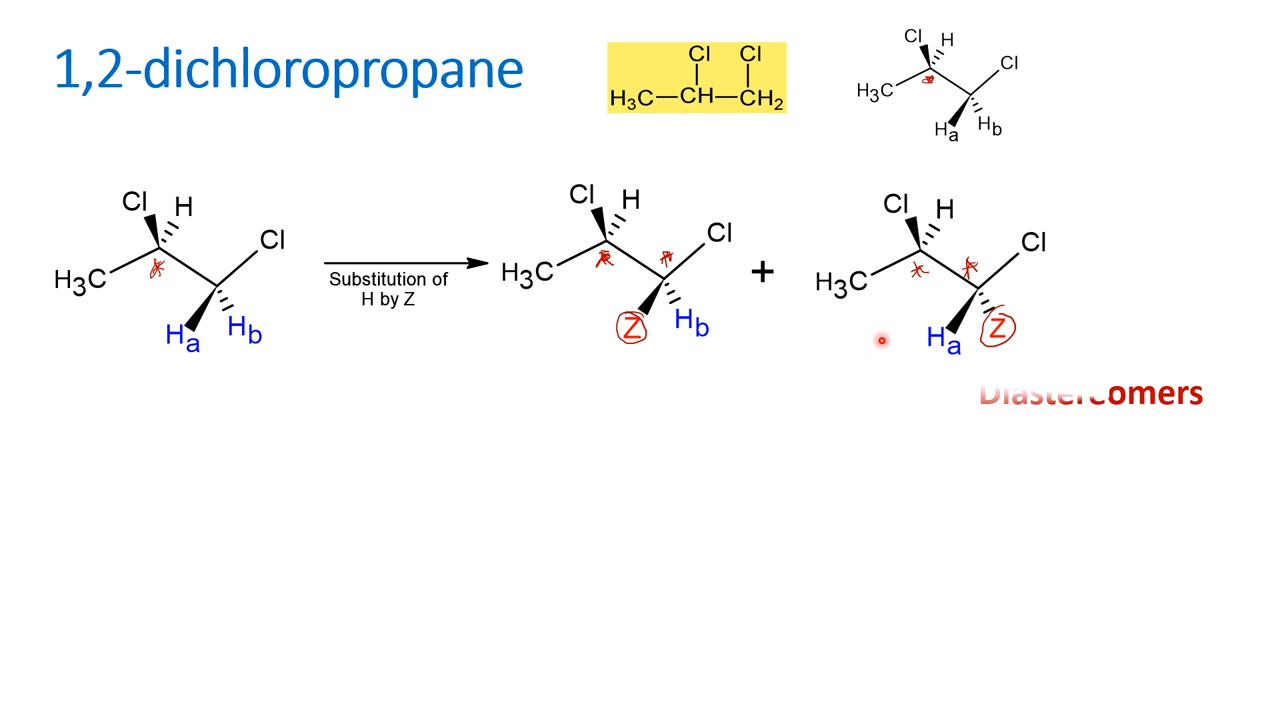 1,2-dichloropropane
Cl Cl
H3C—CH—CH2
Cl H
Cl
H3C
Ha Hb
Cl H
Cl
H3C
Ha Hb
Substitution of
H by Z
Cl H
Cl
H3C
Z Hb
+
Cl H
Cl
H3C
Ha Z
Diastereomers